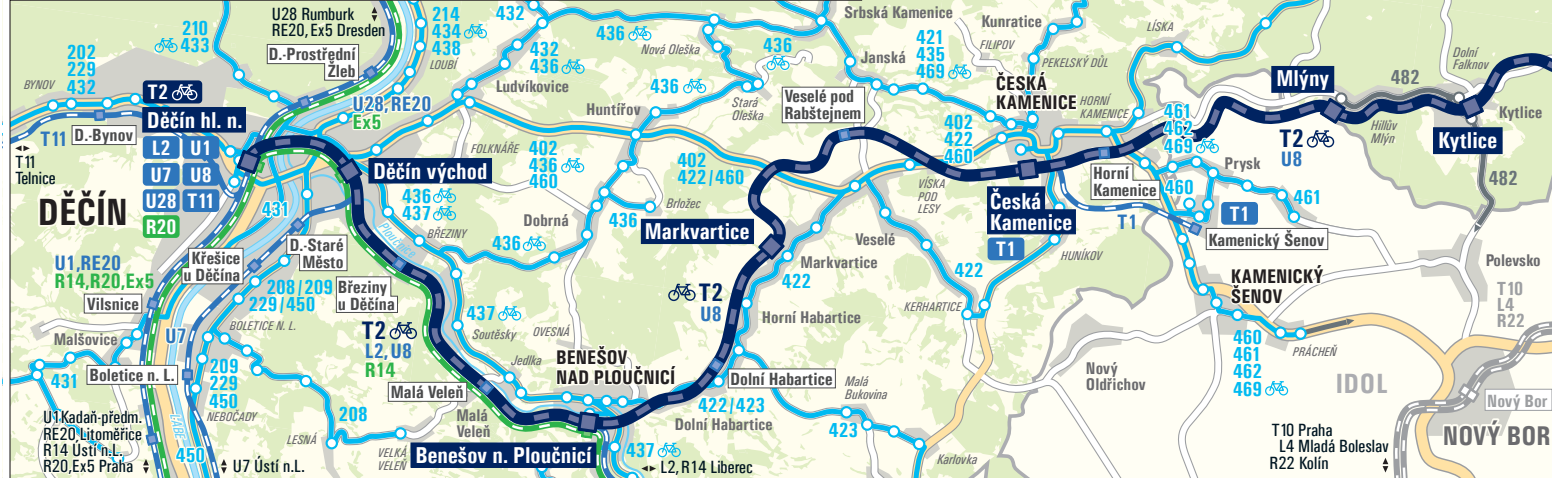 U28 Rumburk
RE20, Ex5 Dresden
210
433
D.-Prostřední
Žleb
214
434
438
LOUBÍ
432
432
436
Ludvíkovice
436
Nová Oleška
436
Stará
Oleška
436
Huntířov
Srbská Kamenice
Janská
421
435
469
Kunratice
FILIPOV
PEKELSKÝ DŮL
LÍSKA
ČESKÁ
KAMENICE
HORNÍ
KAMENICE
Veselé pod
Rabštejnem
402
422
460
461
462
469
Mlýny
482
Dolní
Falknov
Kytlice
Kytlice
Hillův
Mlýn
T2
U8
482
202
229
432
BYNOV
T11
D.-Bynov
T11
Telnice
T2
Děčín hl. n.
L2
U1
U7
U8
U28
T11
R20
DĚČÍN
U28, RE20
Ex5
FOLKNÁŘE
402
436
460
402
422/460
Děčín východ
436
437
BŘEZINY
Ploučnice
431
Dobrná
436
Brložec
436
Markvartice
Markvartice
422
Veselé
VÍSKA
POD
LESY
Česká
Kamenice
T1
T1
HUNÍKOV
Horní
Kamenice
Prysk
460
461
T1
Kamenický Šenov
KAMENICKÝ
ŠENOV
Polevsko
T10
L4
R22
U1,RE20
R14,R20,Ex5
Vilsnice
Křešice
u Děčína
D.-Staré
Město
208/209
229/450
BOLETICE N. L.
Březiny
u Děčína
T2
L2, U8
R14
437
Soutěsky
OVESNÁ
Jedlka
BENEŠOV
NAD PLOUČNICÍ
T2
U8
Horní Habartice
422
KERHARTICE
Malšovice
U7
Boletice n. L.
431
209
229
450
NEBOČADY
208
LESNÁ
VELKÁ
VELEŇ
Malá Veleň
Malá
Veleň
Benešov n. Ploučnicí
Dolní Habartice
422/423
Dolní Habartice
Malá
Bukovina
423
Karlovka
437
L2, R14 Liberec
Nový
Oldřichov
460
461
462
469
PRÁCHEŇ
IDOL
Nový Bor
NOVÝ BOR
U1Kadaň-předm.
RE20,Litoměřice
R14 Ústí n.L.
R20,Ex5 Praha
LABE
450
U7 Ústí n.L.
T10 Praha
L4 Mladá Boleslav
R22 Kolín